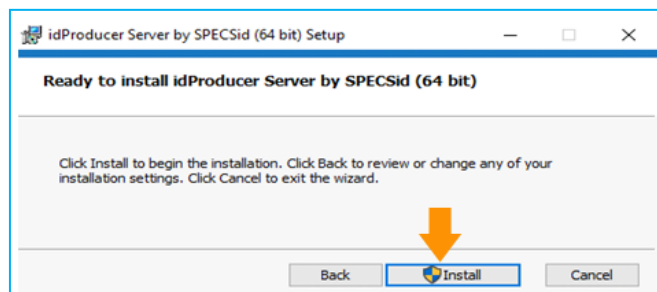 idProducer Server by SPECSid (64 bit) Setup
Ready to install idProducer Server by SPECSid (64 bit)
Click Install to begin the installation. Click Back to review or change any of your
installation settings. Click Cancel to exit the wizard.
Back Install Cancel